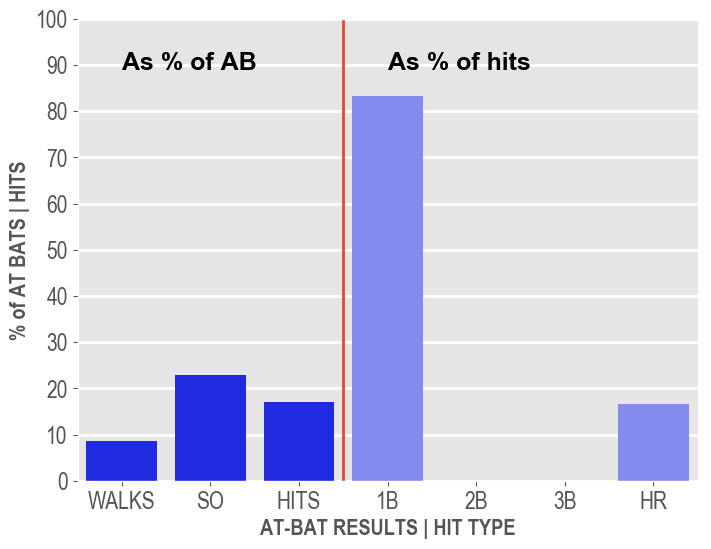 100
90
80
70
60
50
40
30
20
10
0
% of AT BATS | HITS
As % of AB
As % of hits
WALKS SO HITS 1B 2B 3B HR
AT-BAT RESULTS | HIT TYPE